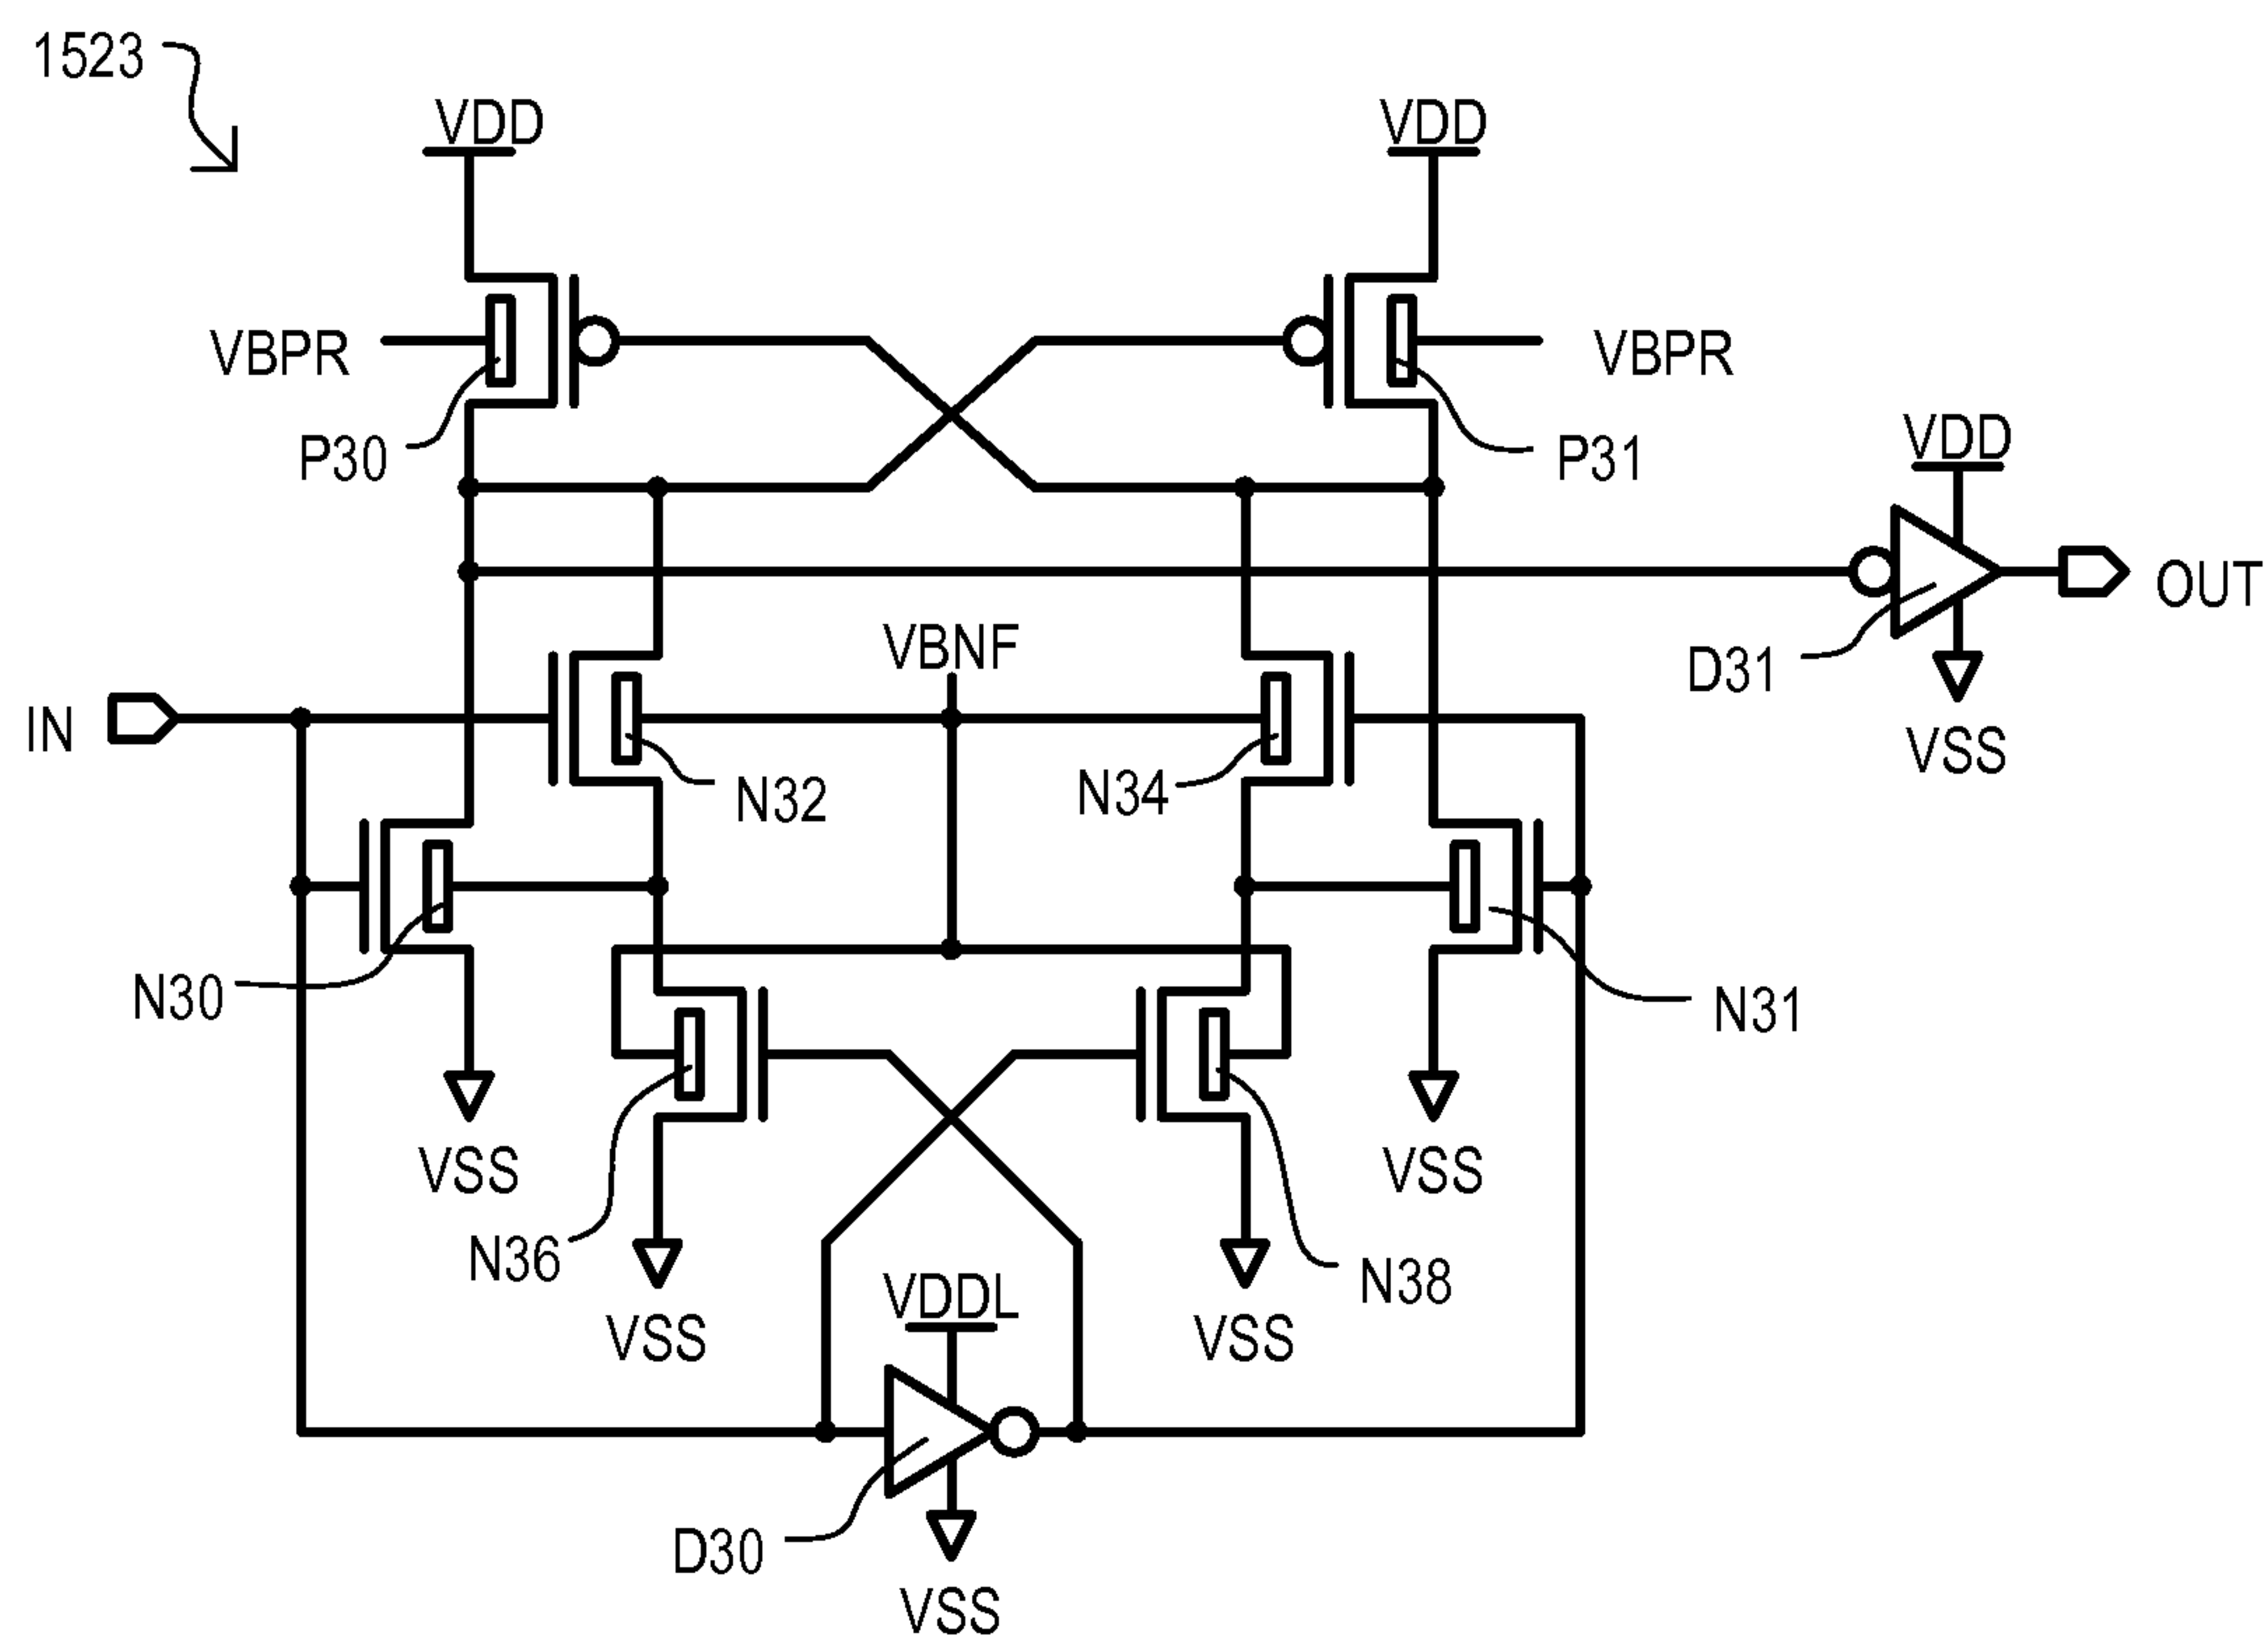 1523
VDD
VDD
VBPR
VBPR
P30
P31
VDD
OUT
VBNF
D31
IN
VSS
N32
N34
N30
N31
VSS
VSS
N36
N38
VDDL
VSS
VSS
D30
VSS